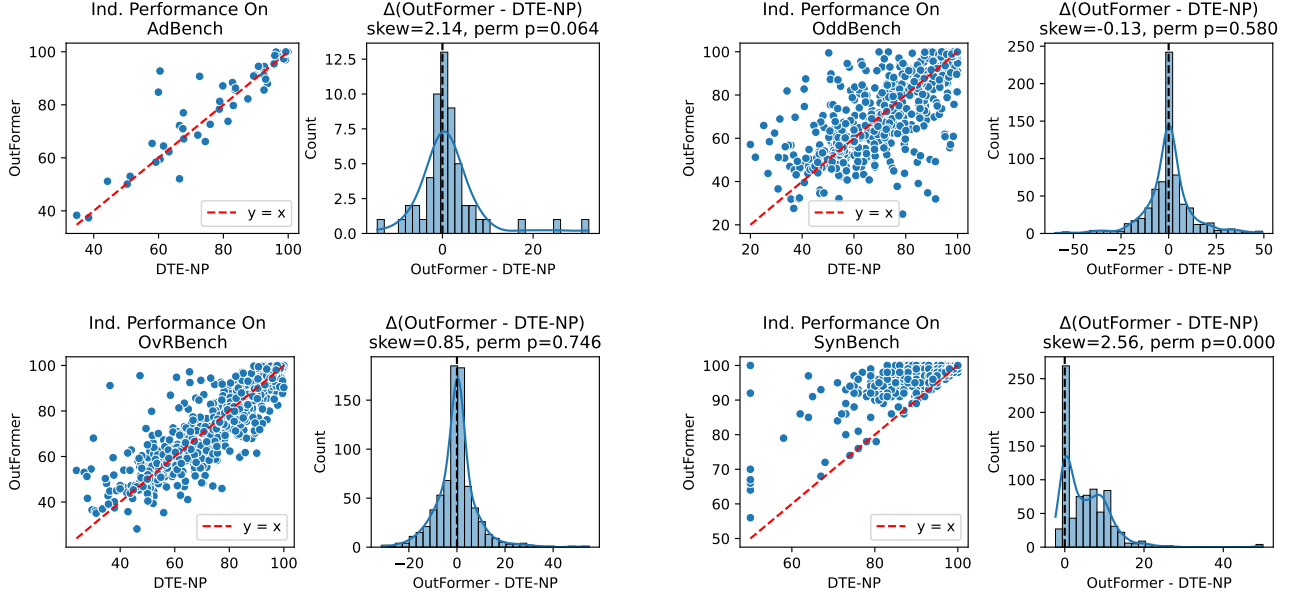 Ind. Performance On
AdBench
100
80
60
40
OutFormer
40
60
80
100
DTE-NP
y = x
Δ(OutFormer - DTE-NP)
skew=2.14, perm p=0.064
12.5
10.0
7.5
5.0
2.5
0.0
Count
0
20
OutFormer - DTE-NP
Ind. Performance On
OddBench
100
80
60
40
20
OutFormer
20
40
60
80
100
DTE-NP
y = x
Δ(OutFormer - DTE-NP)
skew=-0.13, perm p=0.580
250
200
150
100
50
0
Count
−50
−25
0
25
50
OutFormer - DTE-NP
Ind. Performance On
OvRBench
100
80
60
40
OutFormer
40
60
80
100
DTE-NP
y = x
Δ(OutFormer - DTE-NP)
skew=0.85, perm p=0.746
150
100
50
0
Count
−20
0
20
40
OutFormer - DTE-NP
Ind. Performance On
SynBench
100
90
80
70
60
50
OutFormer
60
80
100
DTE-NP
y = x
Δ(OutFormer - DTE-NP)
skew=2.56, perm p=0.000
250
200
150
100
50
0
Count
0
20
40
OutFormer - DTE-NP